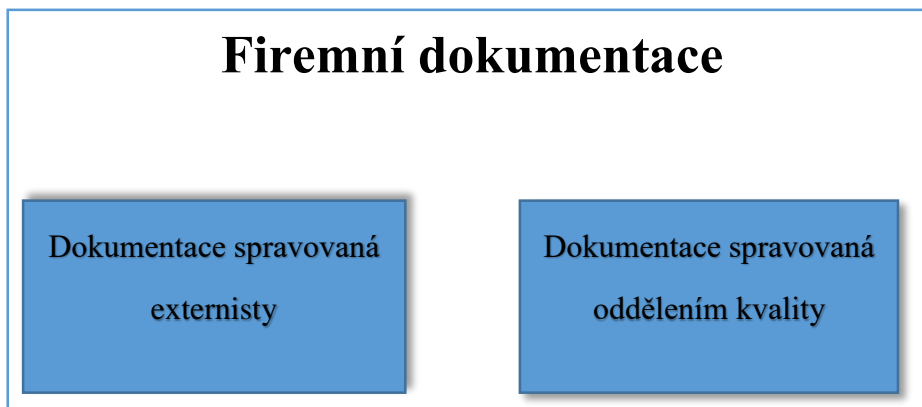 Firemní dokumentace
Dokumentace spravovaná
externisty
Dokumentace spravovaná
oddělením kvality